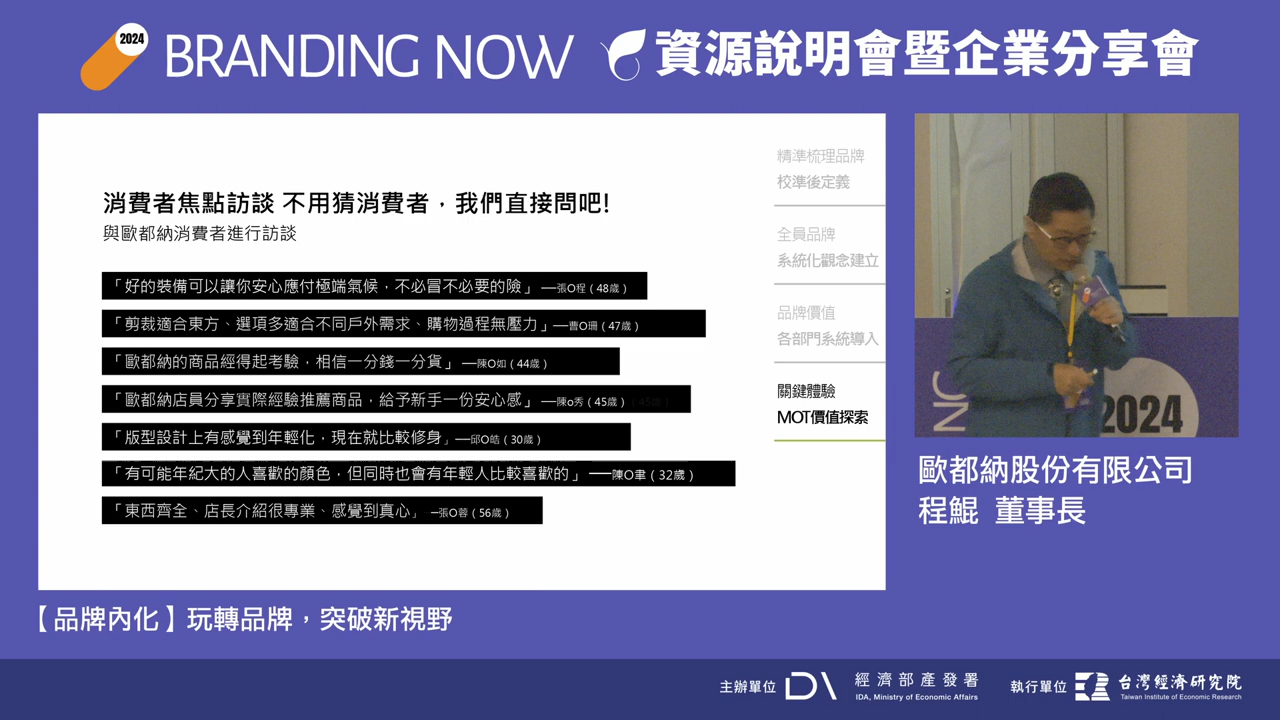 2024
BRANDING NOW
資源說明會暨企業分享會
消費者焦點訪談 不用猜消費者，我們直接問吧!
與歐都納消費者進行訪談
「好的裝備可以讓你安心應付極端氣候，不必冒不必要的險」—張O程（48歲）
「剪裁適合東方、選項多適合不同戶外需求、購物過程無壓力」—曹O珊（47歲）
「歐都納的商品經得起考驗，相信一分錢一分貨」—陳O如（44歲）
「歐都納店員分享實際經驗推薦商品，給予新手一份安心感」—陳o秀（45歲）
「版型設計上有感覺到年輕化，現在就比較修身」—邱O皓（30歲）
「有可能年紀大的人喜歡的顏色，但同時也會有年輕人比較喜歡的」—陳O聿（32歲）
「東西齊全、店長介紹很專業、感覺到真心」—張O蓉（56歲）
精準梳理品牌
校準後定義
全員品牌
系統化觀念建立
品牌價值
各部門系統導入
關鍵體驗
MOT價值探索
2024
歐都納股份有限公司
程鯤 董事長
【品牌內化】玩轉品牌，突破新視野
主辦單位
經濟部產發署
IDA, Ministry of Economic Affairs
執行單位
台灣經濟研究院
Taiwan Institute of Economic Research